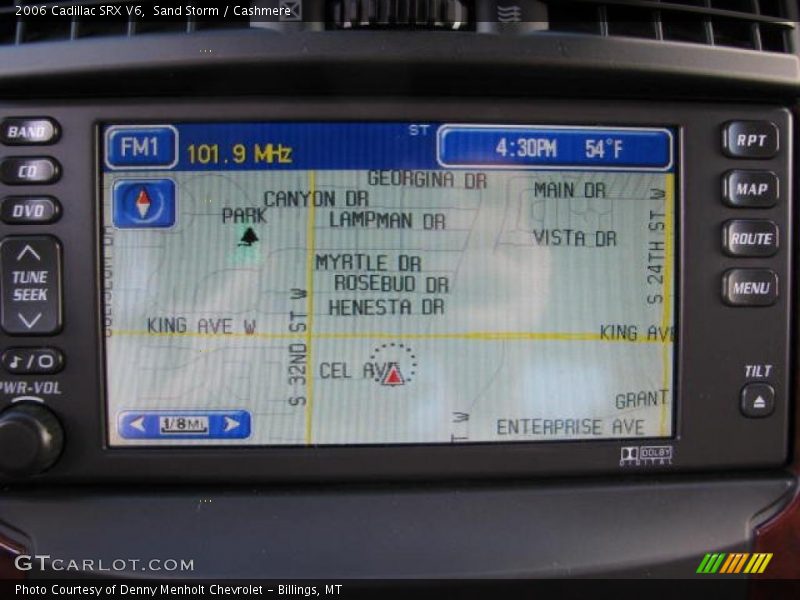 2006 Cadillac SRX V6,  Sand Storm / Cashmere
BAND
CD
DVD
TUNE
SEEK
PWR-VOL
FM1
101.9 MHz
ST
4:30PM 54°F
GEORGINA DR
MAIN DR
CANYON DR
PARK
LAMPMAN DR
VISTA DR
S 24TH ST W
MYRTLE DR
ROSEBUD DR
HENESTA DR
KING AVE W
KING AVE
S 32ND ST W
CEL AVE
GRANT
ENTERPRISE AVE
T W
1/8Mi
RPT
MAP
ROUTE
MENU
TILT
DOLBY
DIGITAL
GTCARLOT.COM
Photo Courtesy of Denny Menholt Chevrolet – Billings, MT